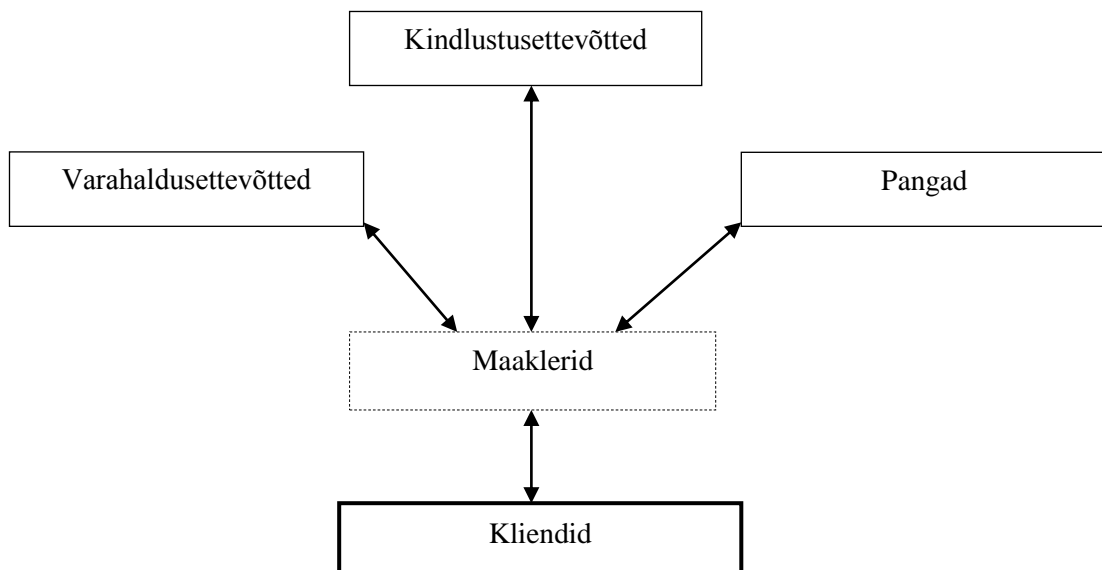 Kindlustusettevõtted
Varahaldusettevõtted
Pangad
Maaklerid
Kliendid